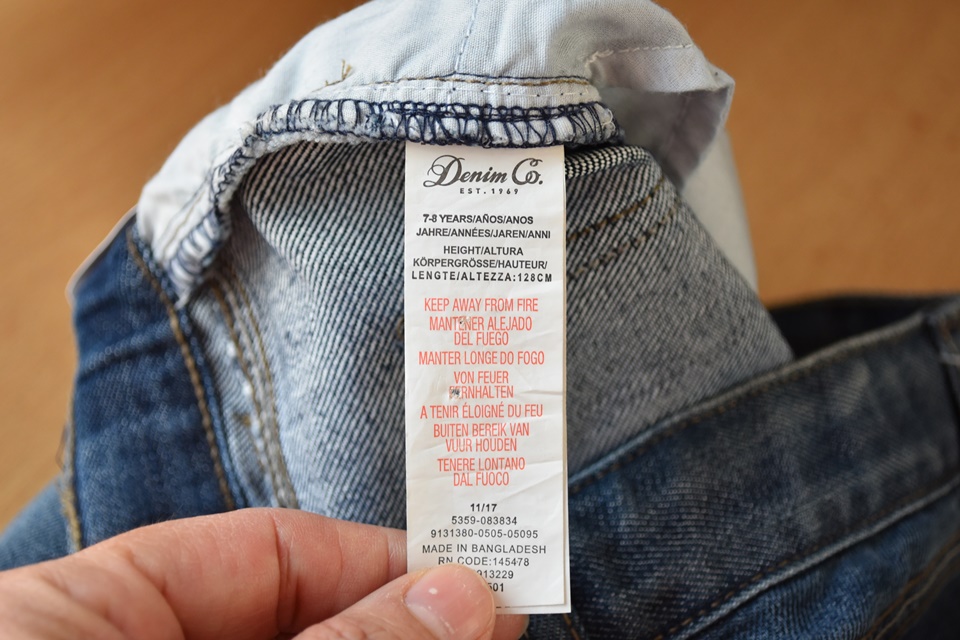 Denim Co.
EST. 1969
7-8 YEARS/AÑOS/ANOS
JAHRE/ANNÉES/JAREN/ANNI
HEIGHT/ALTURA
KÖRPERGRÖSSE/HAUTEUR/
LENGTE/ALTEZZA:128CM
KEEP AWAY FROM FIRE
MANTENER ALEJADO
DEL FUEGO
MANTER LONGE DO FOGO
VON FEUER
FERNHALTEN
A TENIR ÉLOIGNÉ DU FEU
BUITEN BEREIK VAN
VUUR HOUDEN
TENERE LONTANO
DAL FUOCO
11/17
5359-083834
9131380-0505-05095
MADE IN BANGLADESH
RN CODE:145478